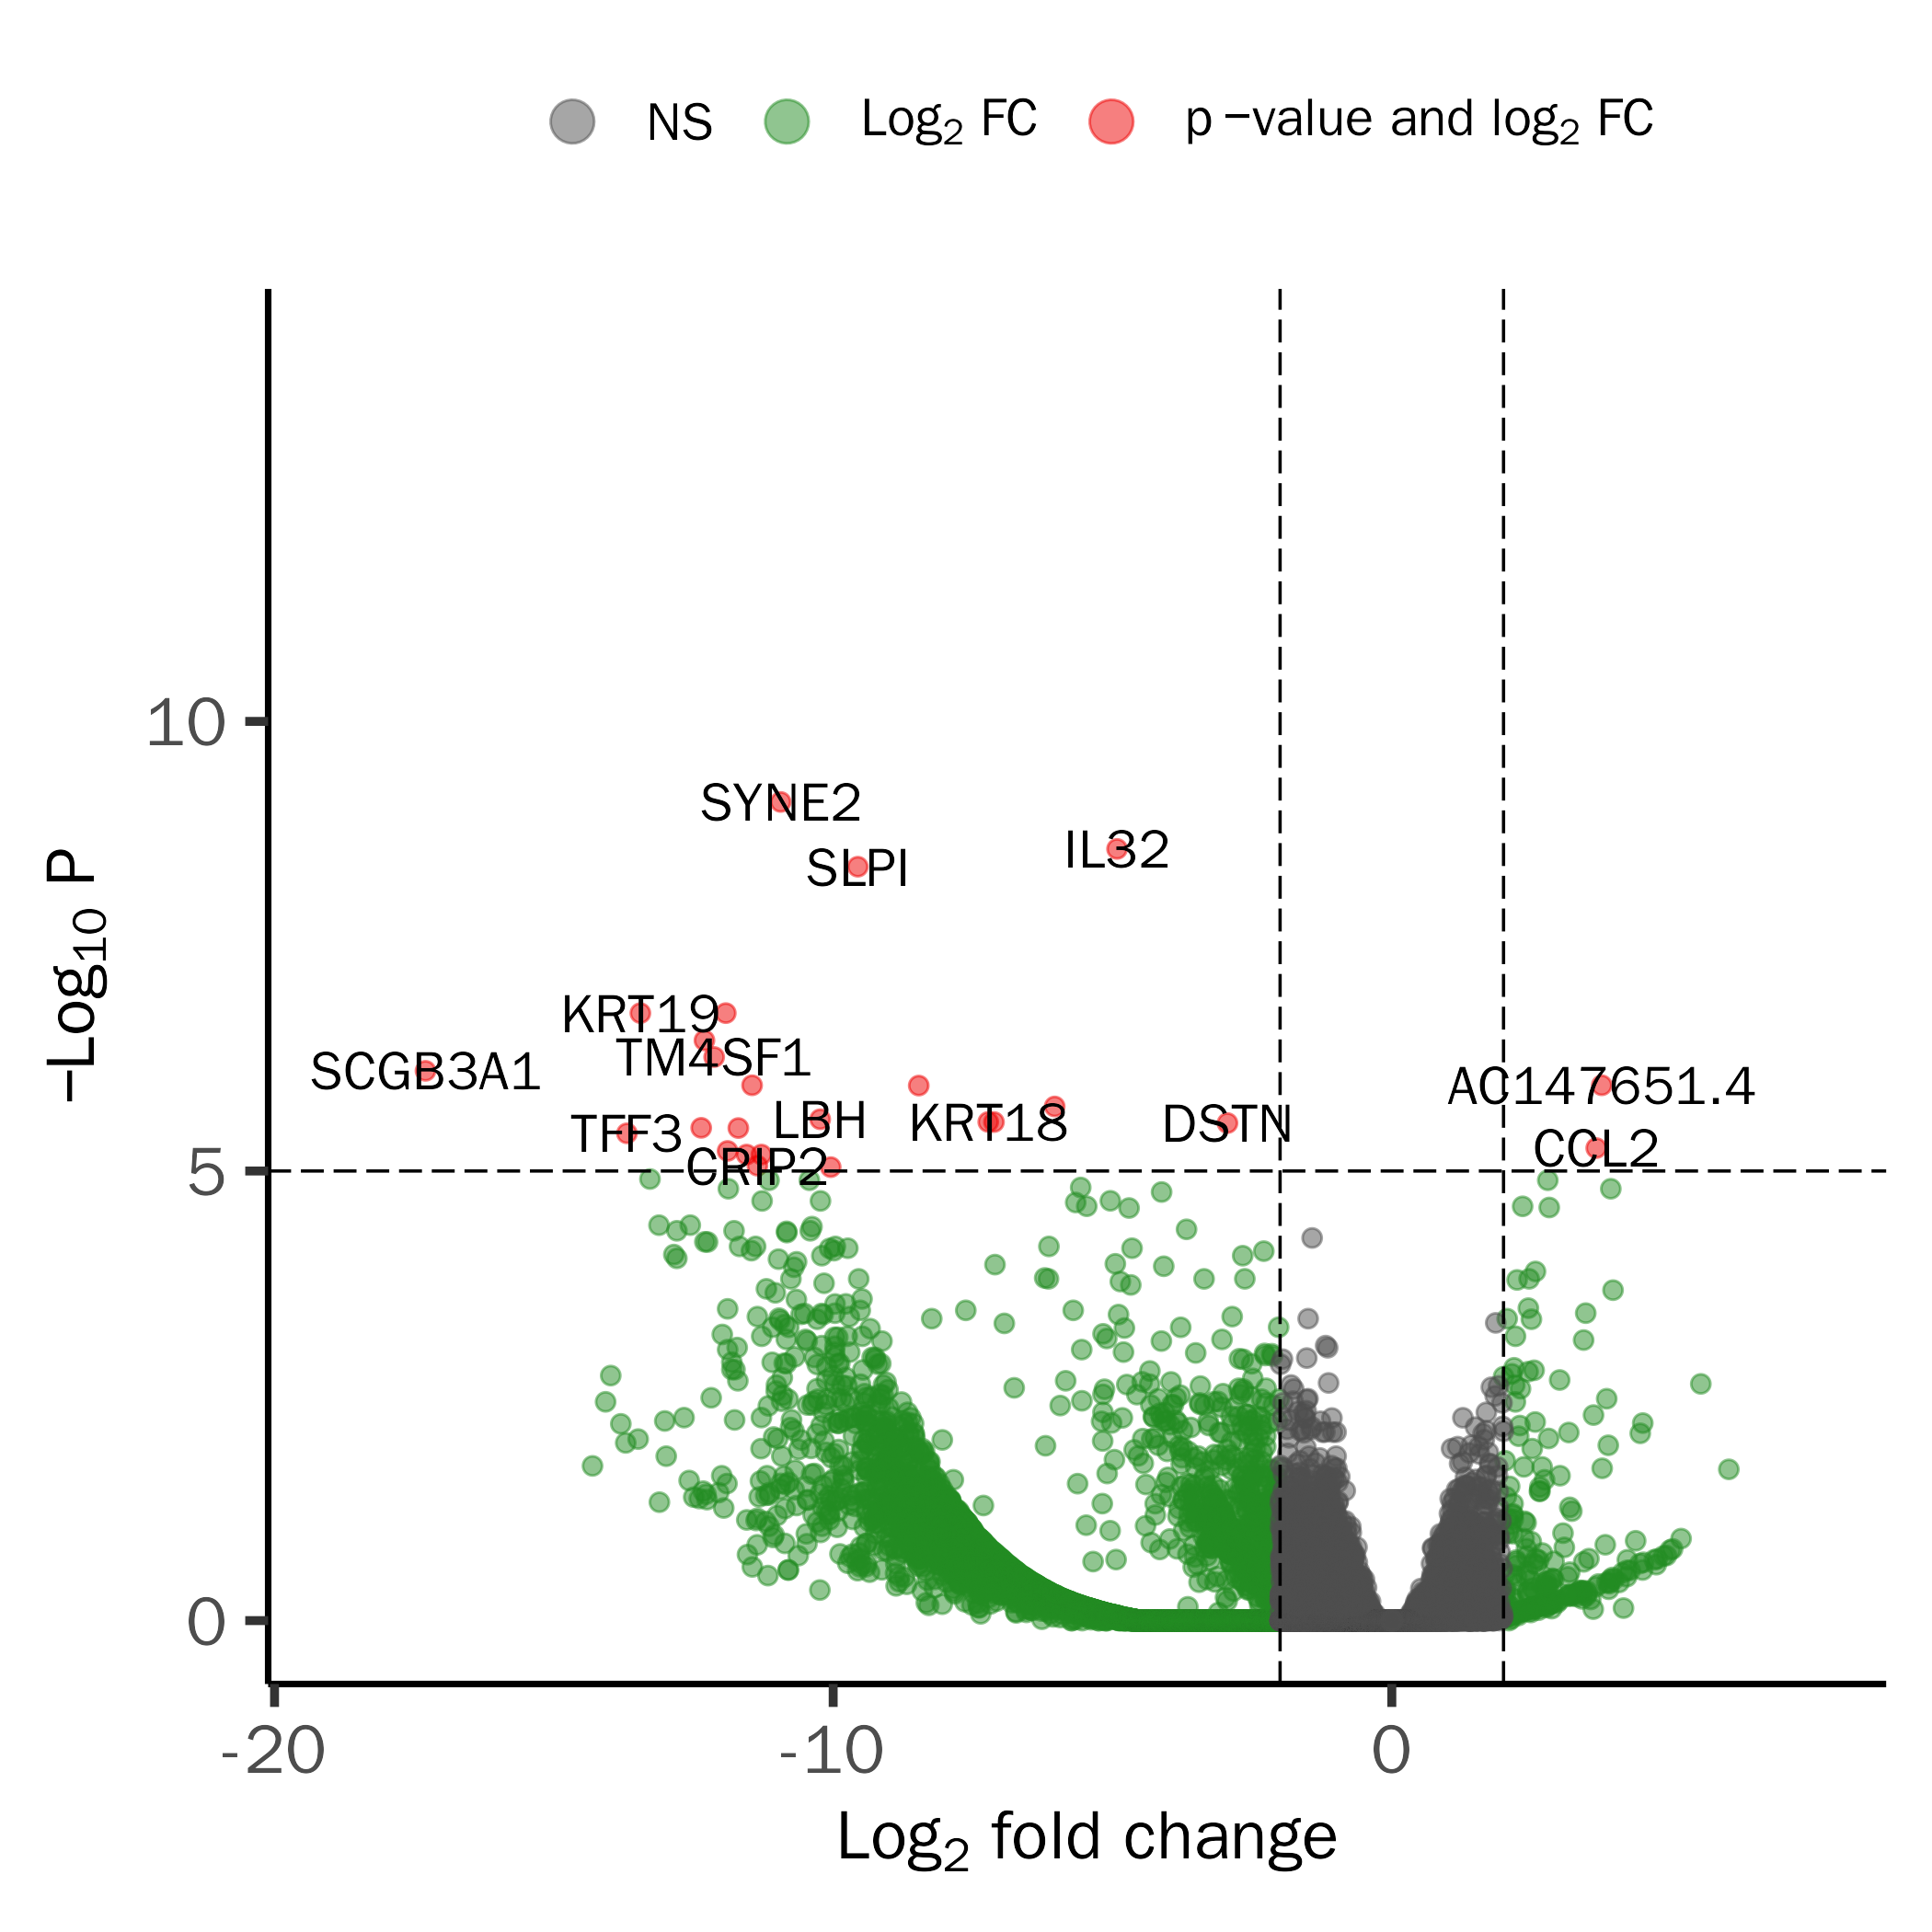 NS Log2 FC p −value and log2 FC
−Log10 P
10
5
0
SYNE2
IL32
SLPI
KRT19
TM4SF1
SCGB3A1
AC147651.4
LBH
KRT18
DSTN
TFF3
CCL2
CRIP2
-20 -10 0
Log2 fold change